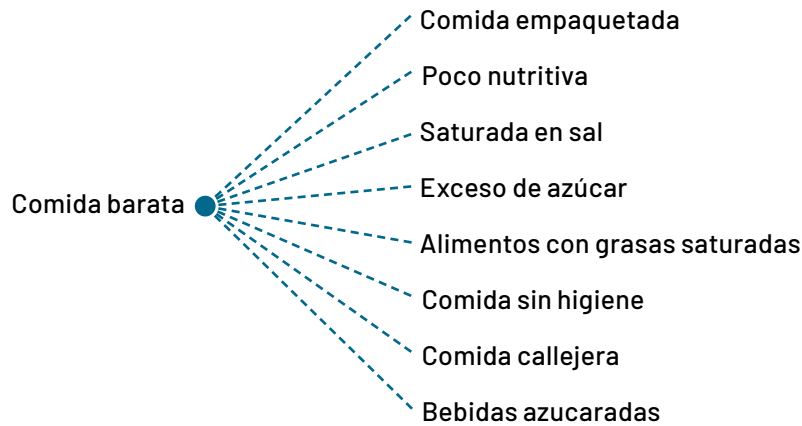 Comida empaquetada
Poco nutritiva
Saturada en sal
Exceso de azúcar
Comida barata
Alimentos con grasas saturadas
Comida sin higiene
Comida callejera
Bebidas azucaradas